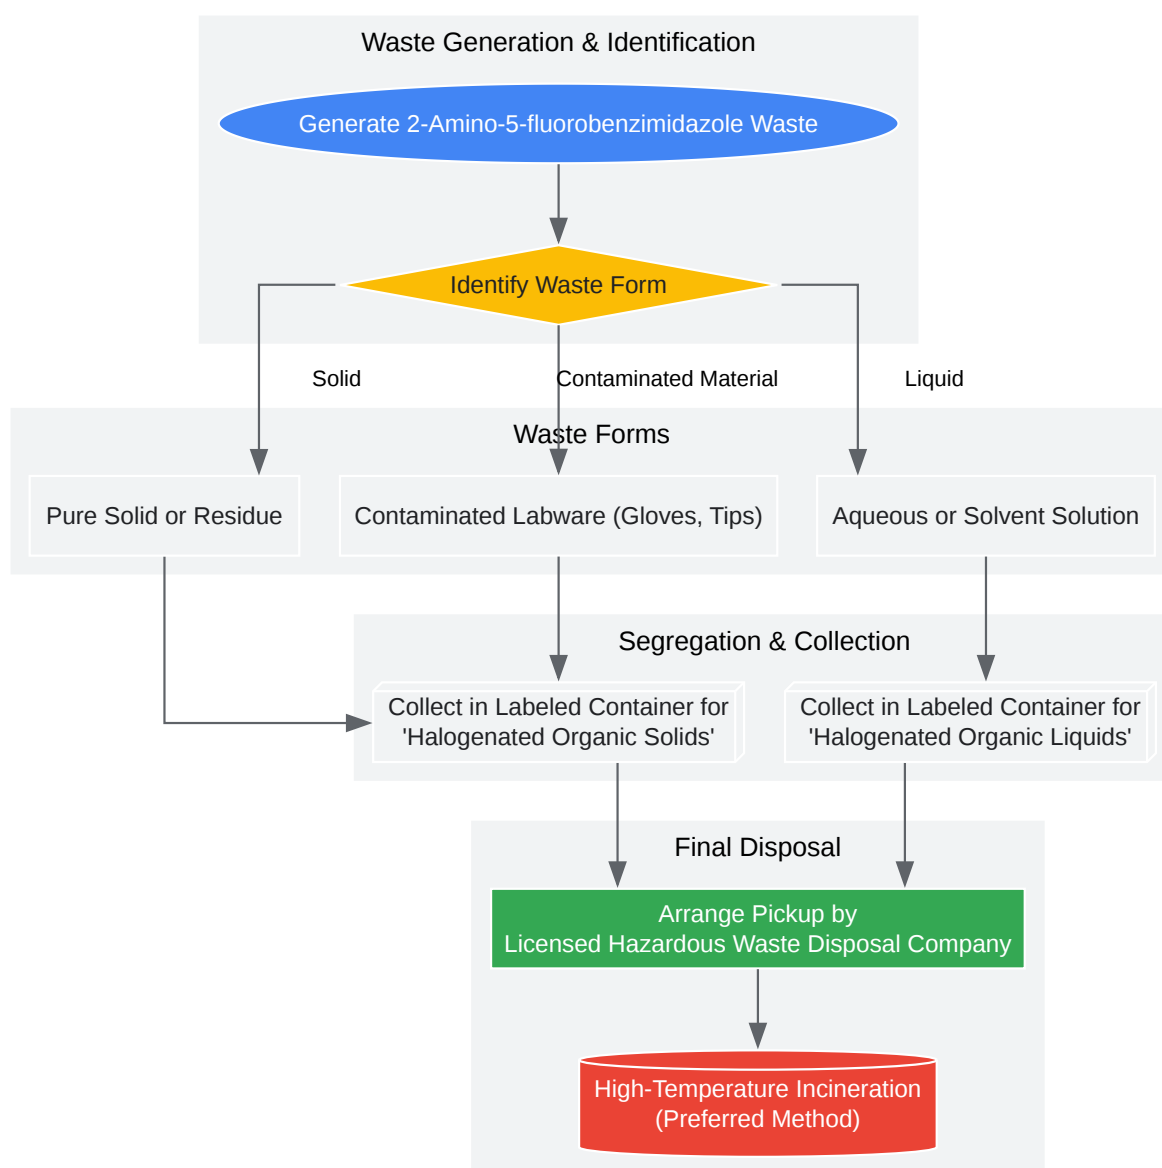 Waste Generation & Identification
Generate 2-Amino-5-fluorobenzimidazole Waste
Identify Waste Form
Solid
Contaminated Material
Liquid
Waste Forms
Pure Solid or Residue
Contaminated Labware (Gloves, Tips)
Aqueous or Solvent Solution
Segregation & Collection
Collect in Labeled Container for
'Halogenated Organic Solids'
Collect in Labeled Container for
'Halogenated Organic Liquids'
Final Disposal
Arrange Pickup by
Licensed Hazardous Waste Disposal Company
High-Temperature Incineration
(Preferred Method)